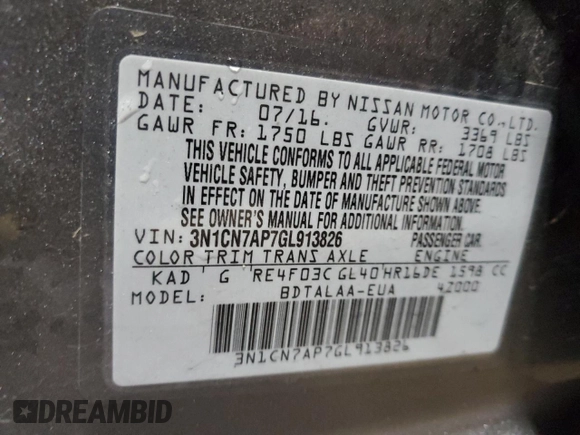 MANUFACTURED BY NISSAN MOTOR CO.,LTD.
DATE: 07/16. GVWR: 3369 LBS
GAWR FR: 1750 LBS GAWR RR: 1708 LBS
THIS VEHICLE CONFORMS TO ALL APPLICABLE FEDERAL MOTOR
VEHICLE SAFETY, BUMPER AND THEFT PREVENTION STANDARDS
IN EFFECT ON THE DATE OF MANUFACTURE SHOWN ABOVE.
SEE OWNER'S MANUAL FOR ADDITIONAL INFORMATION.
VIN: 3N1CN7AP7GL913826 PASSENGER CAR
COLOR TRIM TRANS AXLE ENGINE
KAD G RE4F03C GL40 HR16DE 1598 CC
MODEL: BDTALAA-EUA 42000
3N1CN7AP7GL913826
DREAMBID